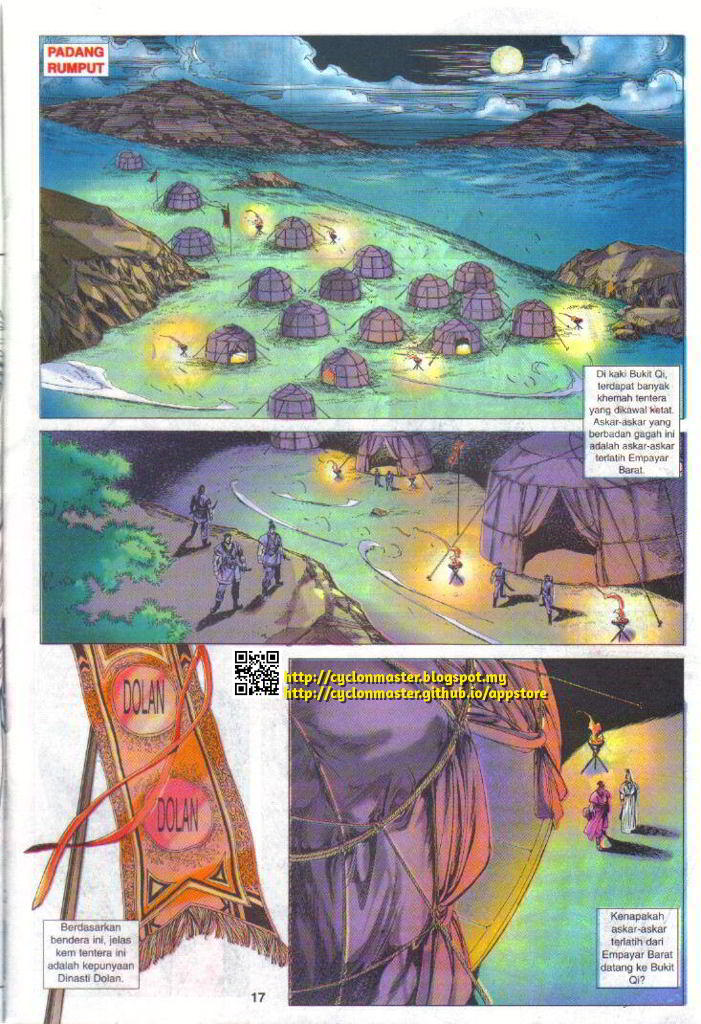 PADANG
RUMPUT
Di kaki Bukit Qi,
terdapat banyak
khemah tentera
yang dikawal ketat.
Askar-askar yang
berbadan gagah ini
adalah askar-askar
terlatih Empayar
Barat.
http://cyclonmaster.blogspot.my
http://cyclonmaster.github.io/appstore
DOLAN
DOLAN
Berdasarkan
bendera ini, jelas
kem tentera ini
adalah kepunyaan
Dinasti Dolan.
Kenapakah
askar-askar
terlatih dari
Empayar Barat
datang ke Bukit
Qi?
17